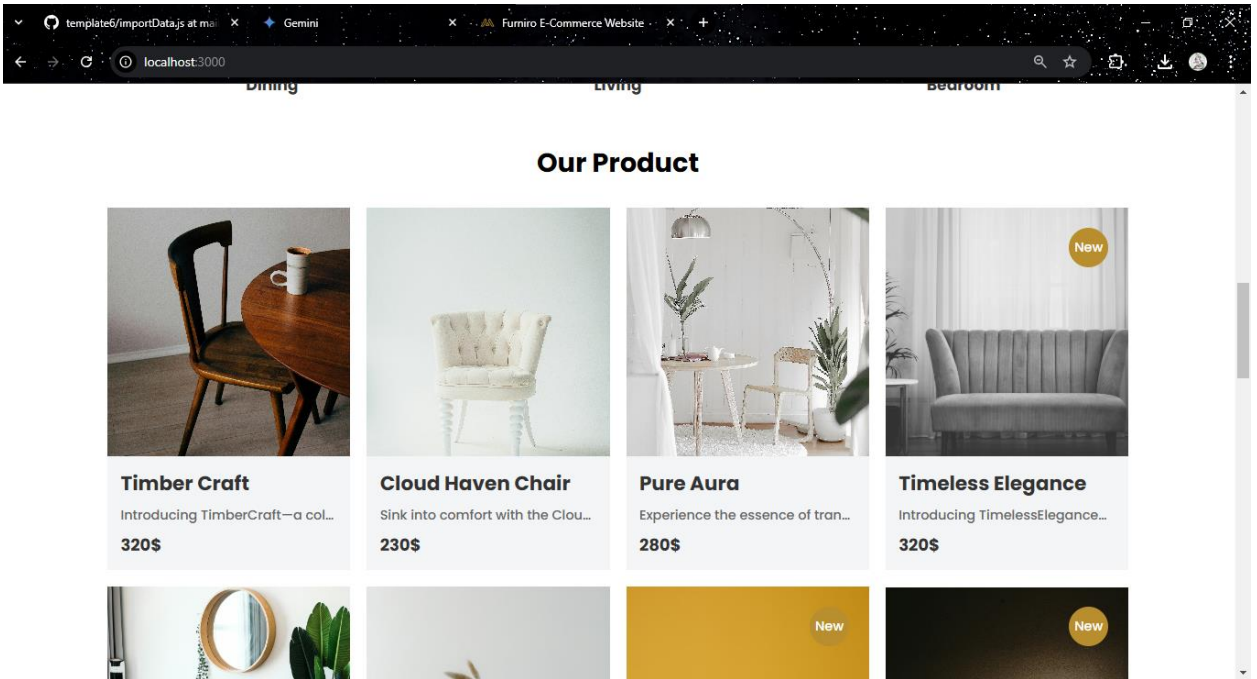 template6/importData.js at mai
Gemini
Furniro E-Commerce Website -
localhost:3000
Dining
Living
Bedroom
Our Product
New
Timber Craft
Introducing TimberCraft—a col...
320$
Cloud Haven Chair
Sink into comfort with the Clou...
230$
Pure Aura
Experience the essence of tran...
280$
Timeless Elegance
Introducing TimelessElegance...
320$
New
New